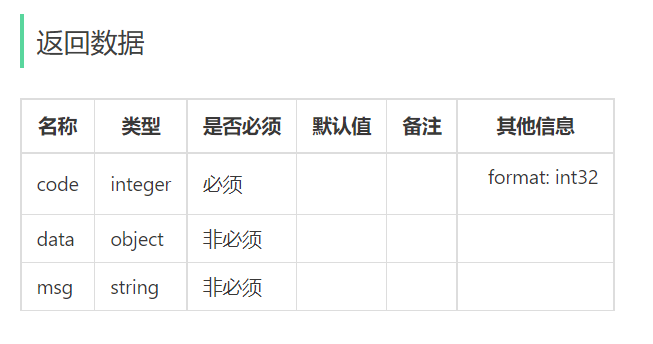 返回数据
名称 类型 是否必须 默认值 备注 其他信息
code integer 必须 format: int32
data object 非必须
msg string 非必须